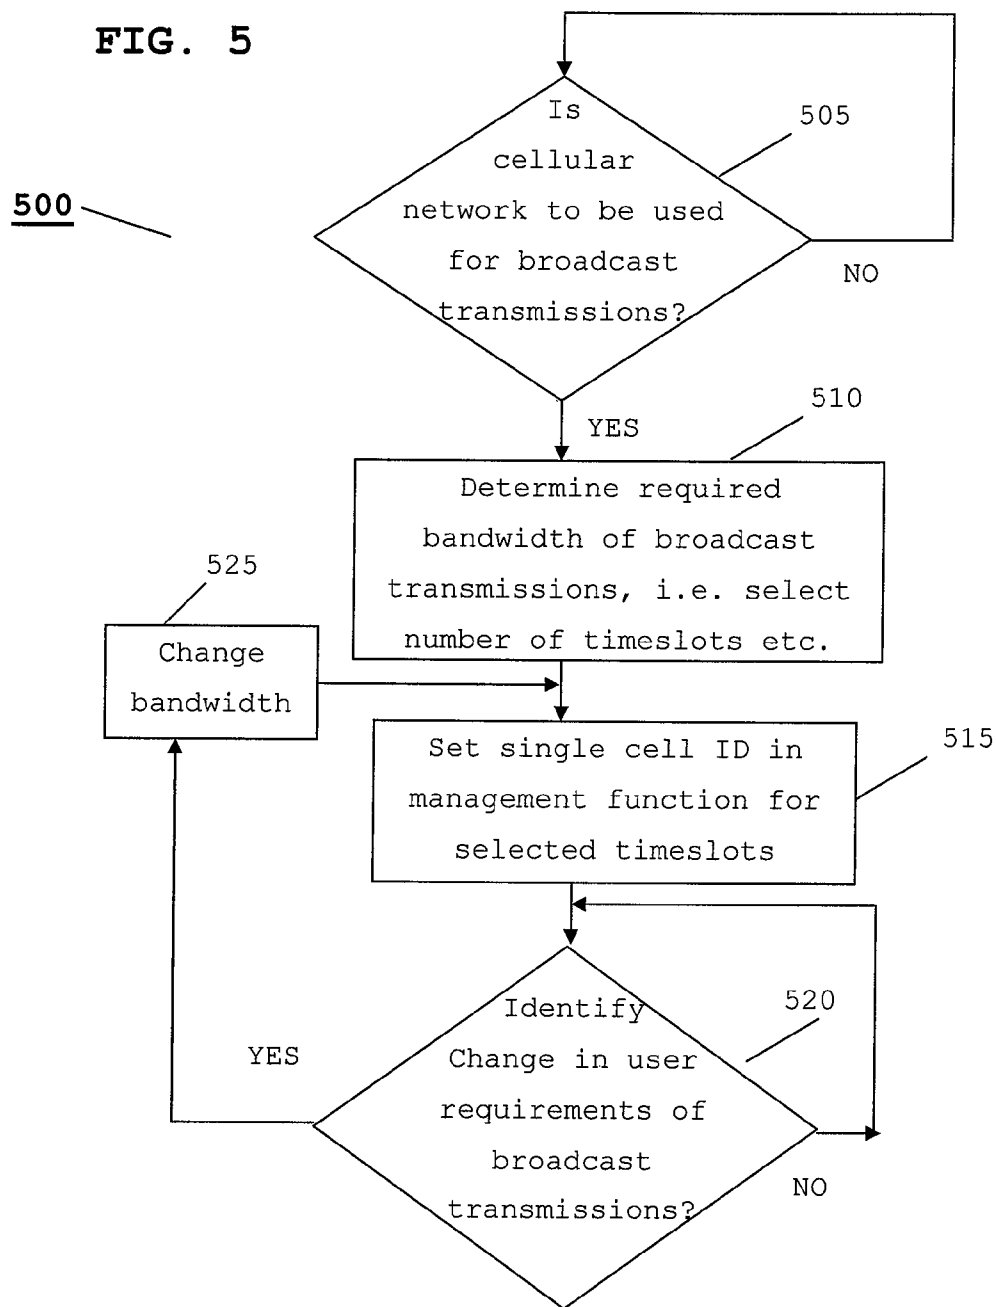 FIG. 5
500
Is
cellular
network to be used
for broadcast
transmissions?
505
NO
YES
510
Determine required
bandwidth of broadcast
transmissions, i.e. select
number of timeslots etc.
525
Change
bandwidth
Set single cell ID in
management function for
selected timeslots
515
Identify
Change in user
requirements of
broadcast
transmissions?
520
YES
NO